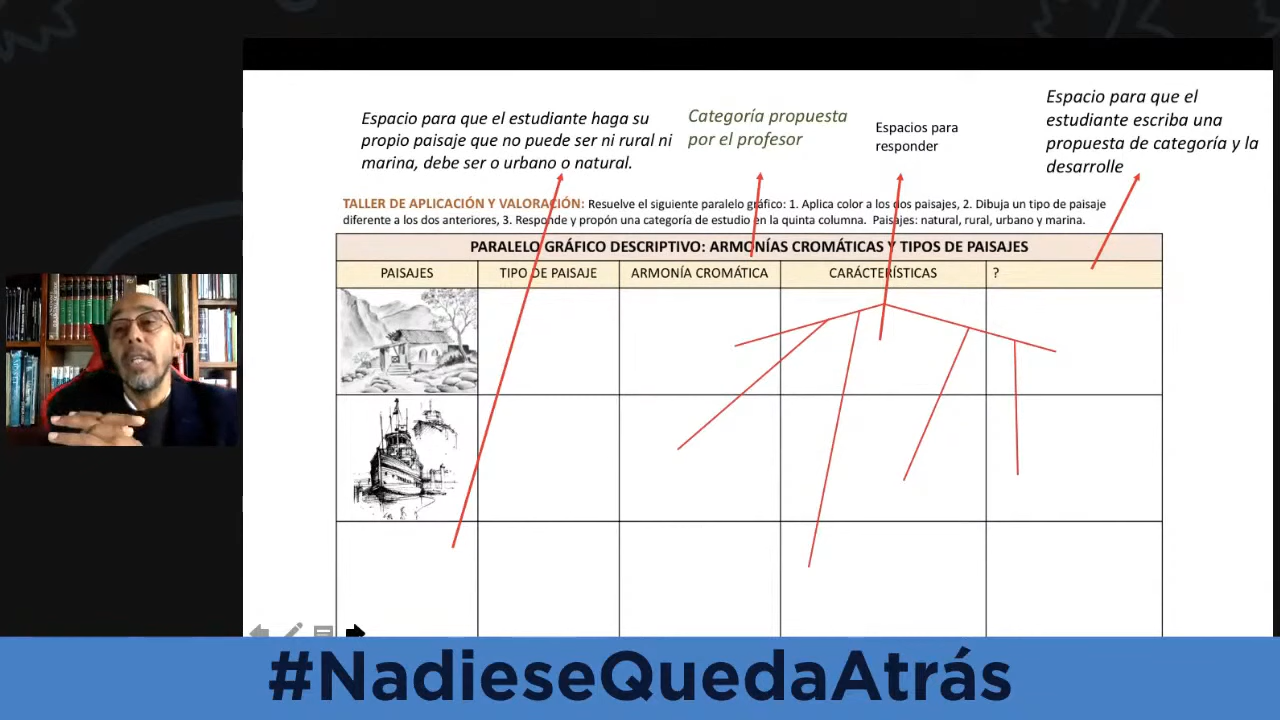 Espacio para que el estudiante haga su
propio paisaje que no puede ser ni rural ni
marina, debe ser o urbano o natural.
Categoría propuesta
por el profesor
Espacios para
responder
Espacio para que el
estudiante escriba una
propuesta de categoría y la
desarrolle
TALLER DE APLICACIÓN Y VALORACIÓN: Resuelve el siguiente paralelo gráfico: 1. Aplica color a los dos paisajes, 2. Dibuja un tipo de paisaje
diferente a los dos anteriores, 3. Responde y propón una categoría de estudio en la quinta columna. Paisajes: natural, rural, urbano y marina.
PARALELO GRÁFICO DESCRIPTIVO: ARMONÍAS CROMÁTICAS Y TIPOS DE PAISAJES
PAISAJES
TIPO DE PAISAJE
ARMONÍA CROMÁTICA
CARÁCTERÍSTICAS
?
#NadieseQuedaAtrás